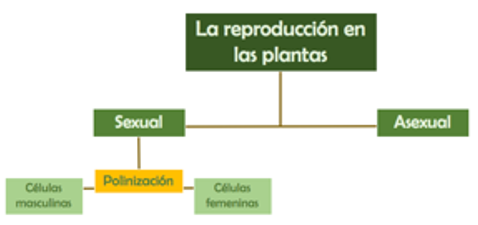 La reproducción en
las plantas
Sexual
Asexual
Polinización
Células
masculinas
Células
femeninas